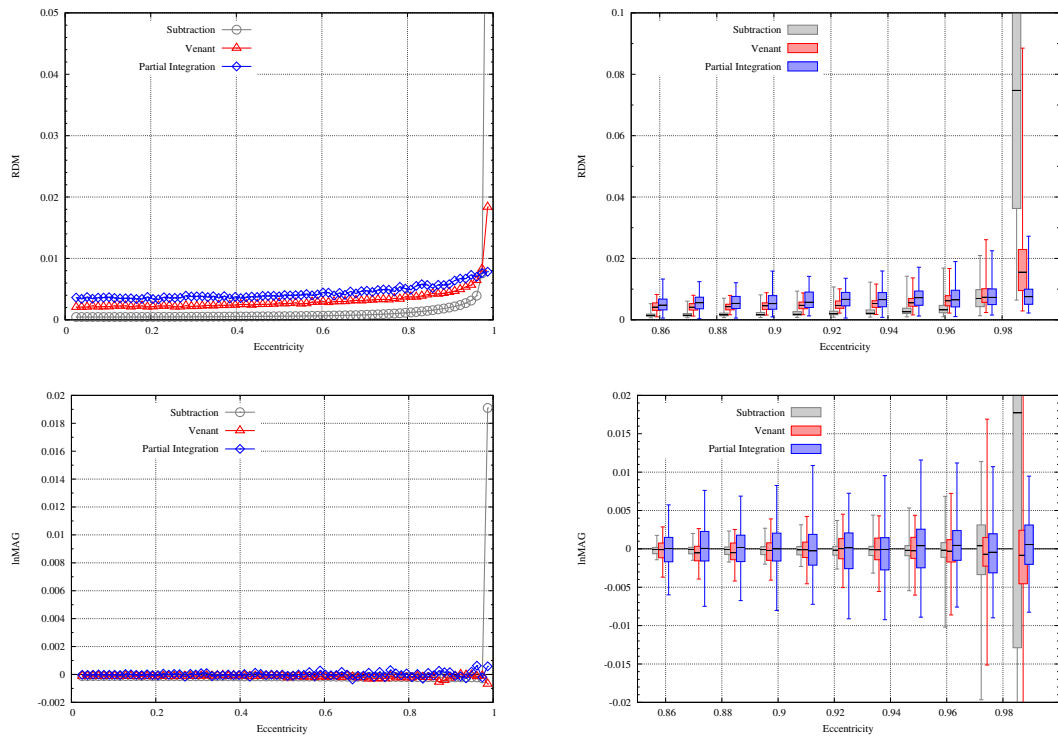 RDM
0.05
0.04
0.03
0.02
0.01
0
0 0.2 0.4 0.6 0.8 1
Eccentricity
Subtraction
Venant
Partial Integration
RDM
0.1
0.08
0.06
0.04
0.02
0
0.86 0.88 0.9 0.92 0.94 0.96 0.98
Eccentricity
Subtraction
Venant
Partial Integration
lnMAG
0.02
0.018
0.016
0.014
0.012
0.01
0.008
0.006
0.004
0.002
0
-0.002
0 0.2 0.4 0.6 0.8 1
Eccentricity
Subtraction
Venant
Partial Integration
lnMAG
0.02
0.015
0.01
0.005
0
-0.005
-0.01
-0.015
-0.02
0.86 0.88 0.9 0.92 0.94 0.96 0.98
Eccentricity
Subtraction
Venant
Partial Integration